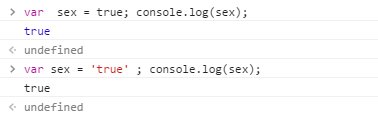 > var  sex = true; console.log(sex);
true
<· undefined
> var sex = 'true' ; console.log(sex);
true
<· undefined